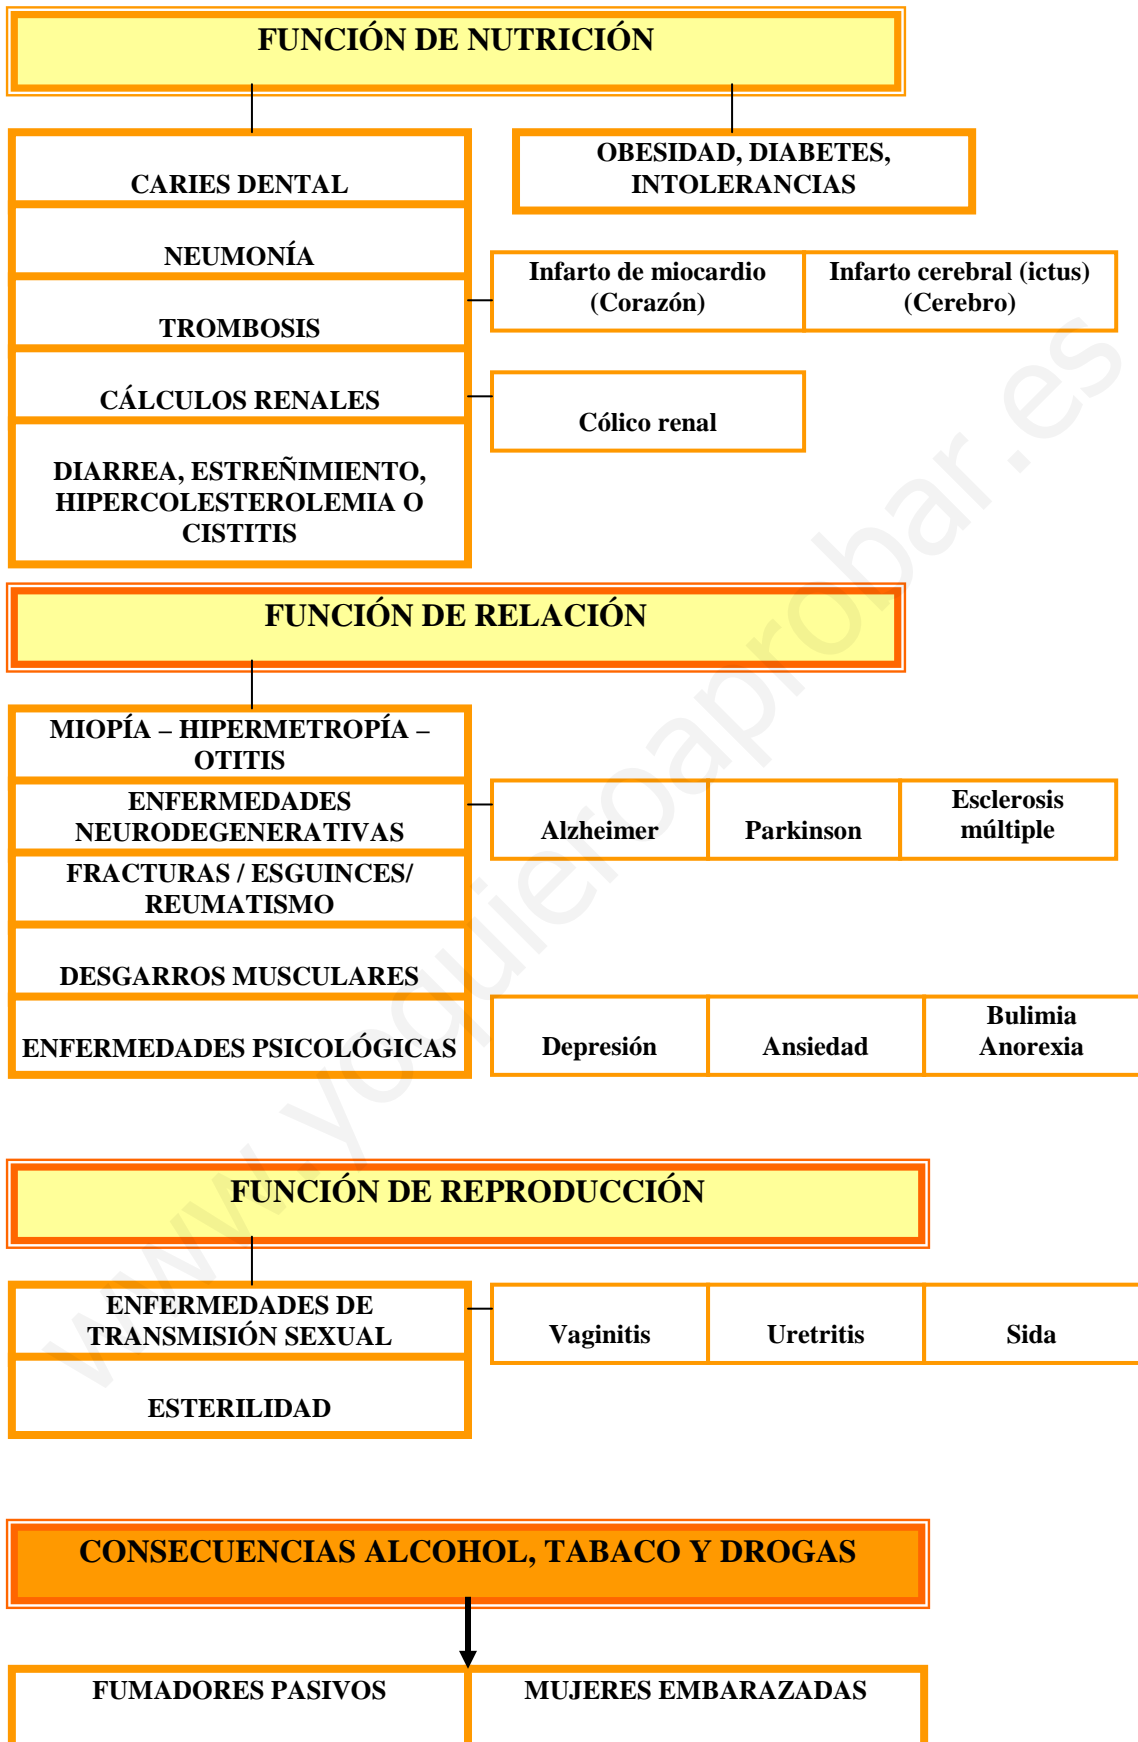 FUNCIÓN DE NUTRICIÓN
CARIES DENTAL
OBESIDAD, DIABETES,
INTOLERANCIAS
NEUMONÍA
TROMBOSIS
Infarto de miocardio
(Corazón)
Infarto cerebral (ictus)
(Cerebro)
CÁLCULOS RENALES
Cólico renal
DIARREA, ESTREÑIMIENTO,
HIPERCOLESTEROLEMIA O
CISTITIS
FUNCIÓN DE RELACIÓN
MIOPÍA – HIPERMETROPÍA –
OTITIS
ENFERMEDADES
NEURODEGENERATIVAS
Alzheimer
Parkinson
Esclerosis
múltiple
FRACTURAS / ESGUINCES/
REUMATISMO
DESGARROS MUSCULARES
ENFERMEDADES PSICOLÓGICAS
Depresión
Ansiedad
Bulimia
Anorexia
FUNCIÓN DE REPRODUCCIÓN
ENFERMEDADES DE
TRANSMISIÓN SEXUAL
Vaginitis
Uretritis
Sida
ESTERILIDAD
CONSECUENCIAS ALCOHOL, TABACO Y DROGAS
FUMADORES PASIVOS
MUJERES EMBARAZADAS
www.yoquieroaprobar.es